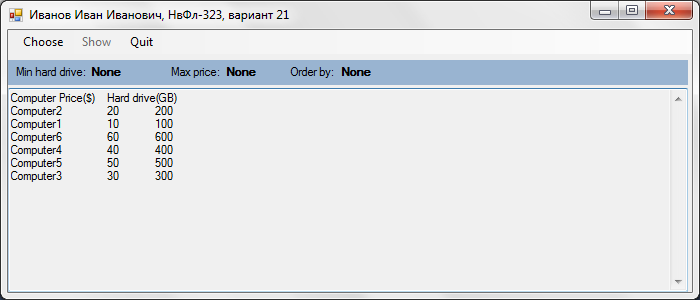 Иванов Иван Иванович, НвФл-323, вариант 21
Choose Show Quit
Min hard drive: None Max price: None Order by: None
Computer Price($) Hard drive(GB)
Computer2 20 200
Computer1 10 100
Computer6 60 600
Computer4 40 400
Computer5 50 500
Computer3 30 300